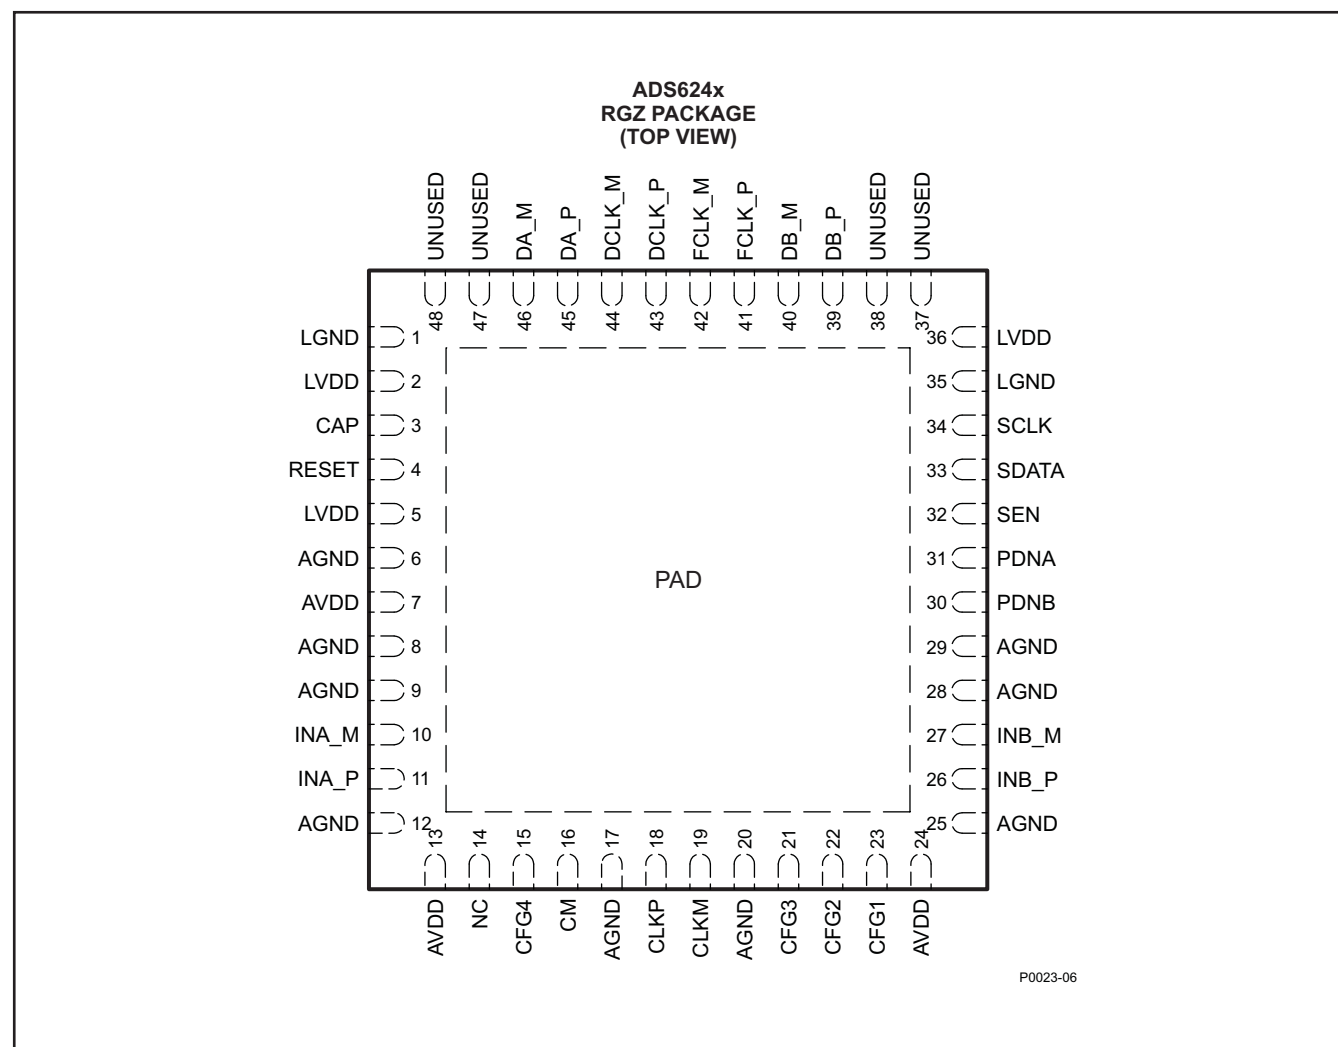 ADS624x
RGZ PACKAGE
(TOP VIEW)
UNUSED
UNUSED
DA_M
DA_P
DCLK_M
DCLK_P
FCLK_M
FCLK_P
DB_M
DB_P
UNUSED
UNUSED
48
47
46
45
44
43
42
41
40
39
38
37
LGND 1
LVDD 2
CAP 3
RESET 4
LVDD 5
AGND 6
AVDD 7
AGND 8
AGND 9
INA_M 10
INA_P 11
AGND 12
PAD
36 LVDD
35 LGND
34 SCLK
33 SDATA
32 SEN
31 PDNA
30 PDNB
29 AGND
28 AGND
27 INB_M
26 INB_P
25 AGND
13
14
15
16
17
18
19
20
21
22
23
24
AVDD
NC
CFG4
CM
AGND
CLKP
CLKM
AGND
CFG3
CFG2
CFG1
AVDD
P0023-06